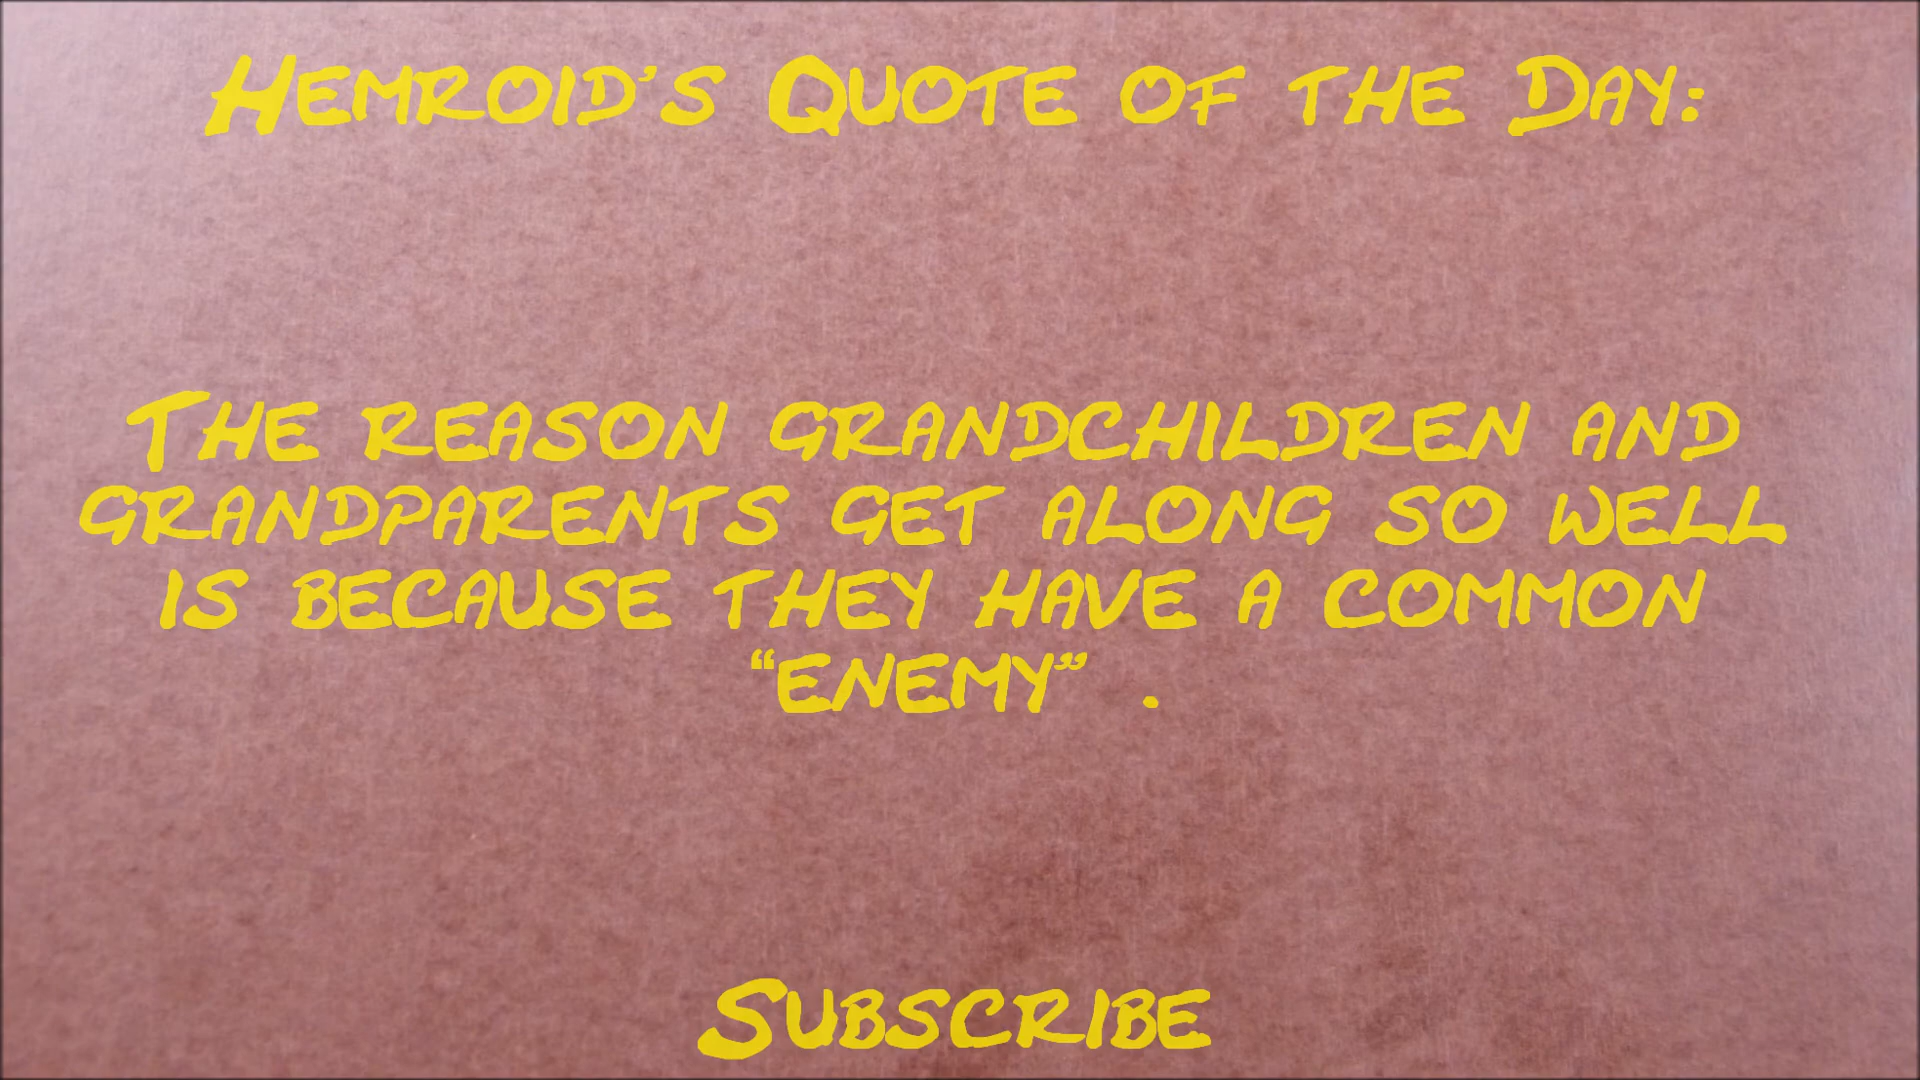 Hemroid's Quote of the Day:
The reason grandchildren and
grandparents get along so well
is because they have a common
“enemy” .
Subscribe